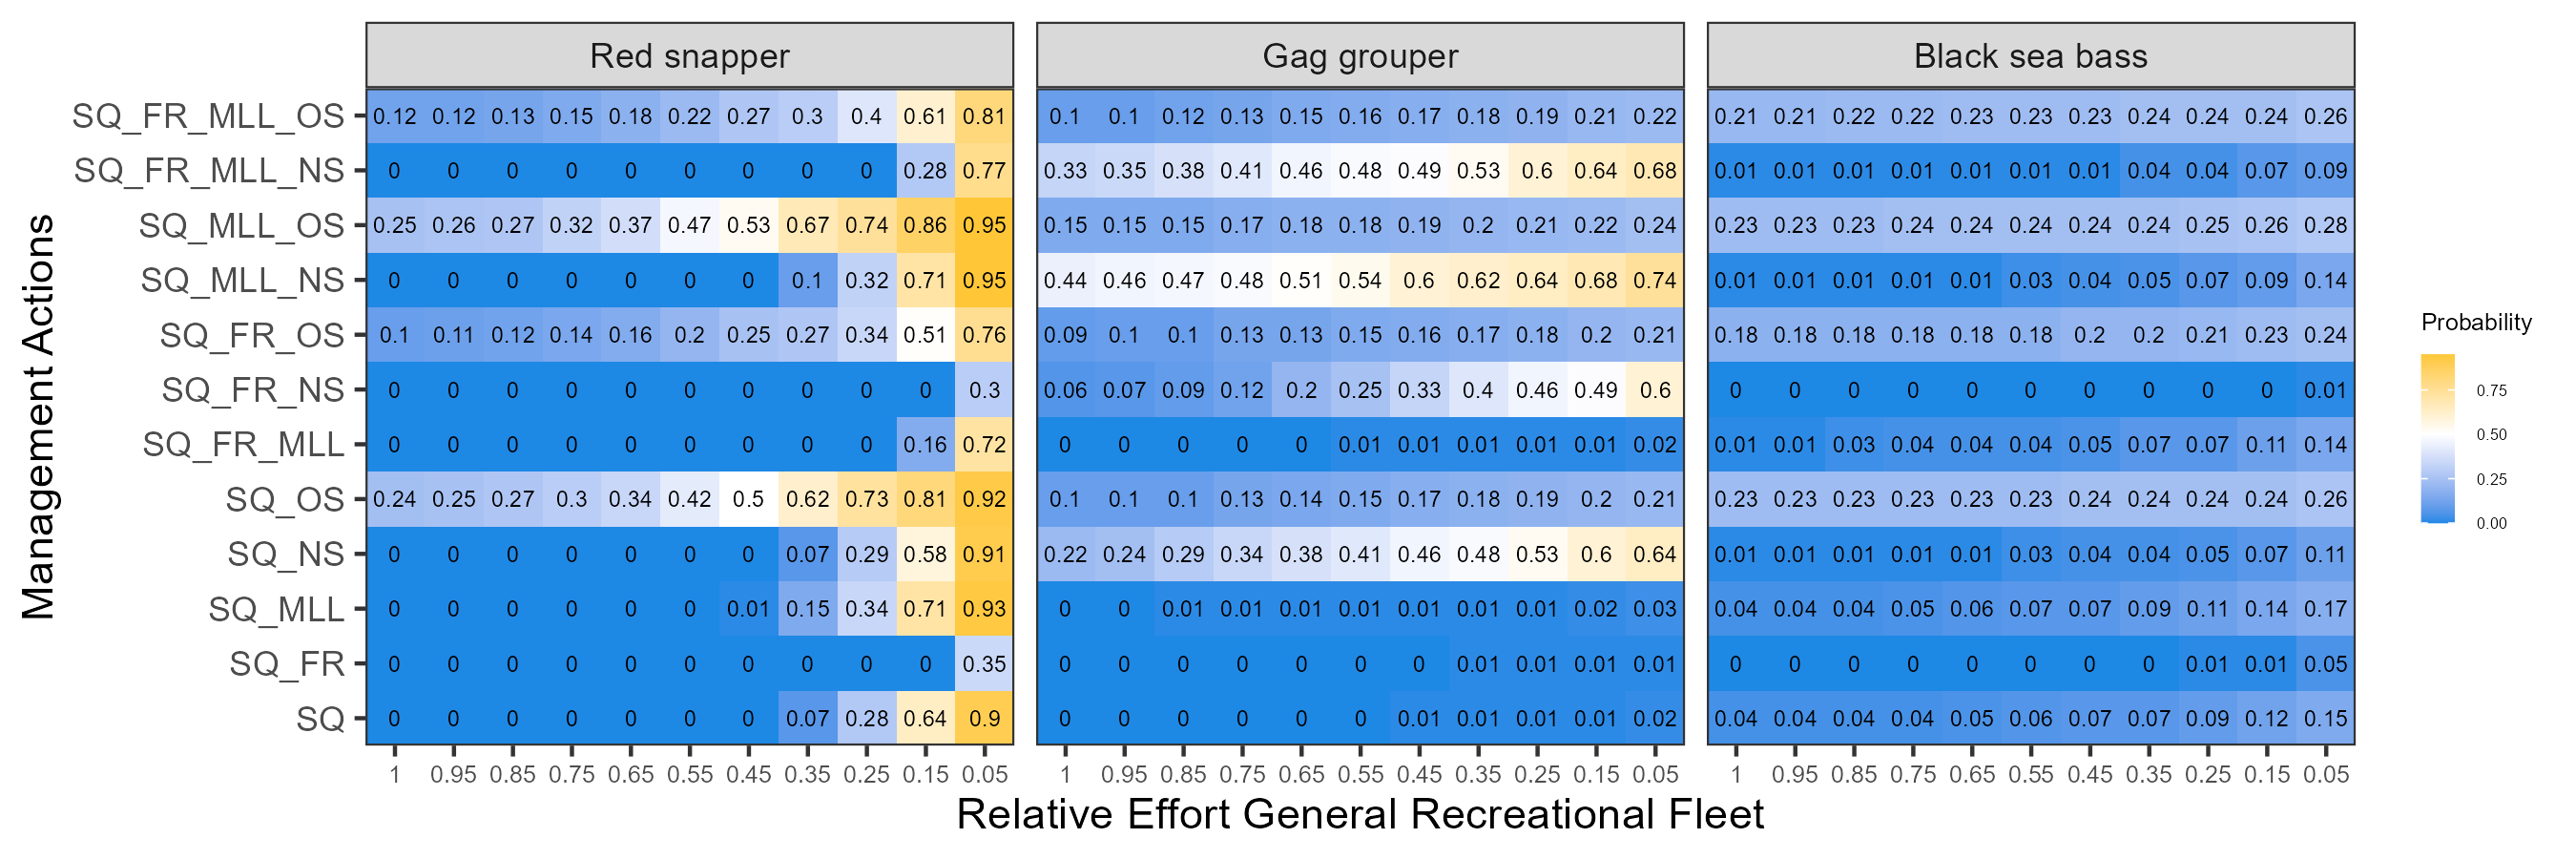 Red snapper Gag grouper Black sea bass
SQ_FR_MLL_OS 0.12 0.12 0.13 0.15 0.18 0.22 0.27 0.3 0.4 0.61 0.81 0.1 0.1 0.12 0.13 0.15 0.16 0.17 0.18 0.19 0.21 0.22 0.21 0.21 0.22 0.22 0.23 0.23 0.23 0.24 0.24 0.24 0.26
SQ_FR_MLL_NS 0 0 0 0 0 0 0 0 0 0.28 0.77 0.33 0.35 0.38 0.41 0.46 0.48 0.49 0.53 0.6 0.64 0.68 0.01 0.01 0.01 0.01 0.01 0.01 0.01 0.04 0.04 0.07 0.09
SQ_MLL_OS 0.25 0.26 0.27 0.32 0.37 0.47 0.53 0.67 0.74 0.86 0.95 0.15 0.15 0.15 0.17 0.18 0.18 0.19 0.2 0.21 0.22 0.24 0.23 0.23 0.23 0.24 0.24 0.24 0.24 0.24 0.25 0.26 0.28
SQ_MLL_NS 0 0 0 0 0 0 0 0.1 0.32 0.71 0.95 0.44 0.46 0.47 0.48 0.51 0.54 0.6 0.62 0.64 0.68 0.74 0.01 0.01 0.01 0.01 0.01 0.03 0.04 0.05 0.07 0.09 0.14
SQ_FR_OS 0.1 0.11 0.12 0.14 0.16 0.2 0.25 0.27 0.34 0.51 0.76 0.09 0.1 0.1 0.13 0.13 0.15 0.16 0.17 0.18 0.2 0.21 0.18 0.18 0.18 0.18 0.18 0.18 0.2 0.2 0.21 0.23 0.24
SQ_FR_NS 0 0 0 0 0 0 0 0 0 0 0.3 0.06 0.07 0.09 0.12 0.2 0.25 0.33 0.4 0.46 0.49 0.6 0 0 0 0 0 0 0 0 0 0 0.01
SQ_FR_MLL 0 0 0 0 0 0 0 0 0 0.16 0.72 0 0 0 0 0 0.01 0.01 0.01 0.01 0.01 0.02 0.01 0.01 0.03 0.04 0.04 0.04 0.05 0.07 0.07 0.11 0.14
SQ_OS 0.24 0.25 0.27 0.3 0.34 0.42 0.5 0.62 0.73 0.81 0.92 0.1 0.1 0.1 0.13 0.14 0.15 0.17 0.18 0.19 0.2 0.21 0.23 0.23 0.23 0.23 0.23 0.23 0.24 0.24 0.24 0.24 0.26
SQ_NS 0 0 0 0 0 0 0 0.07 0.29 0.58 0.91 0.22 0.24 0.29 0.34 0.38 0.41 0.46 0.48 0.53 0.6 0.64 0.01 0.01 0.01 0.01 0.01 0.03 0.04 0.04 0.05 0.07 0.11
SQ_MLL 0 0 0 0 0 0 0.01 0.15 0.34 0.71 0.93 0 0 0.01 0.01 0.01 0.01 0.01 0.01 0.01 0.02 0.03 0.04 0.04 0.04 0.05 0.06 0.07 0.07 0.09 0.11 0.14 0.17
SQ_FR 0 0 0 0 0 0 0 0 0 0 0.35 0 0 0 0 0 0 0 0.01 0.01 0.01 0.01 0 0 0 0 0 0 0 0 0.01 0.01 0.05
SQ 0 0 0 0 0 0 0 0.07 0.28 0.64 0.9 0 0 0 0 0 0 0.01 0.01 0.01 0.01 0.02 0.04 0.04 0.04 0.04 0.05 0.06 0.07 0.07 0.09 0.12 0.15
1 0.95 0.85 0.75 0.65 0.55 0.45 0.35 0.25 0.15 0.05 1 0.95 0.85 0.75 0.65 0.55 0.45 0.35 0.25 0.15 0.05 1 0.95 0.85 0.75 0.65 0.55 0.45 0.35 0.25 0.15 0.05
Relative Effort General Recreational Fleet
Management Actions
Probability
0.75
0.50
0.25
0.00